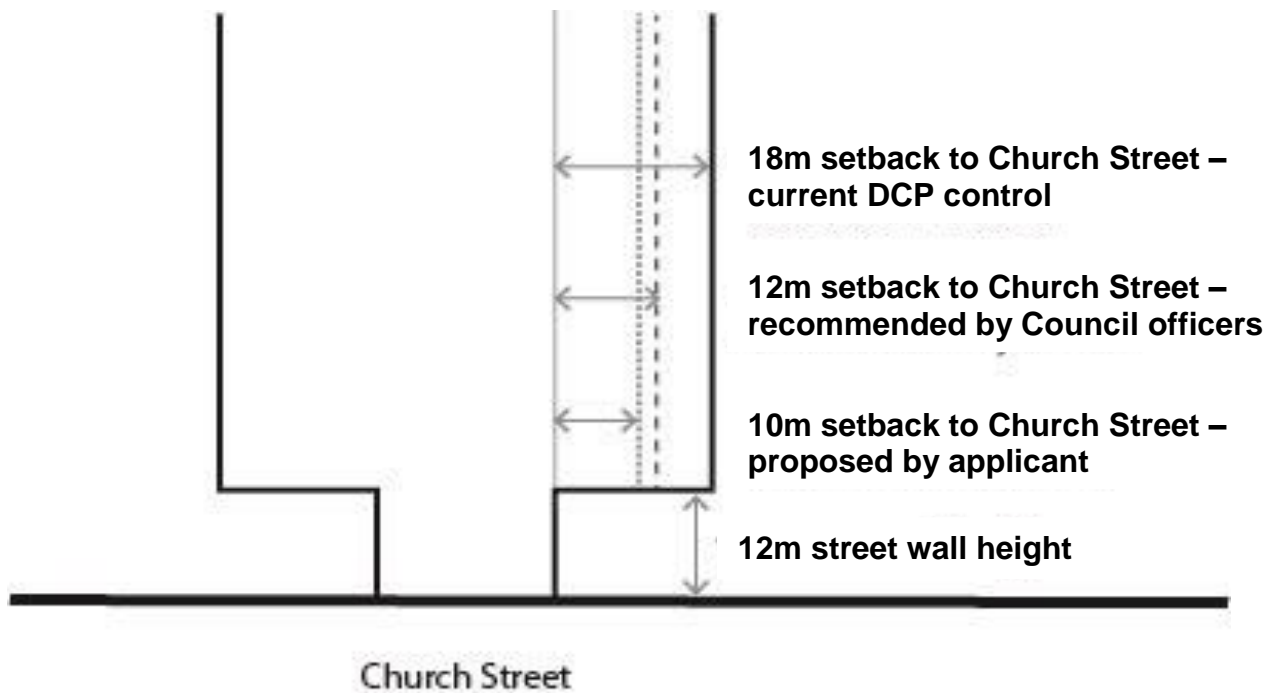 18m setback to Church Street –
current DCP control
12m setback to Church Street –
recommended by Council officers
10m setback to Church Street –
proposed by applicant
12m street wall height
Church Street